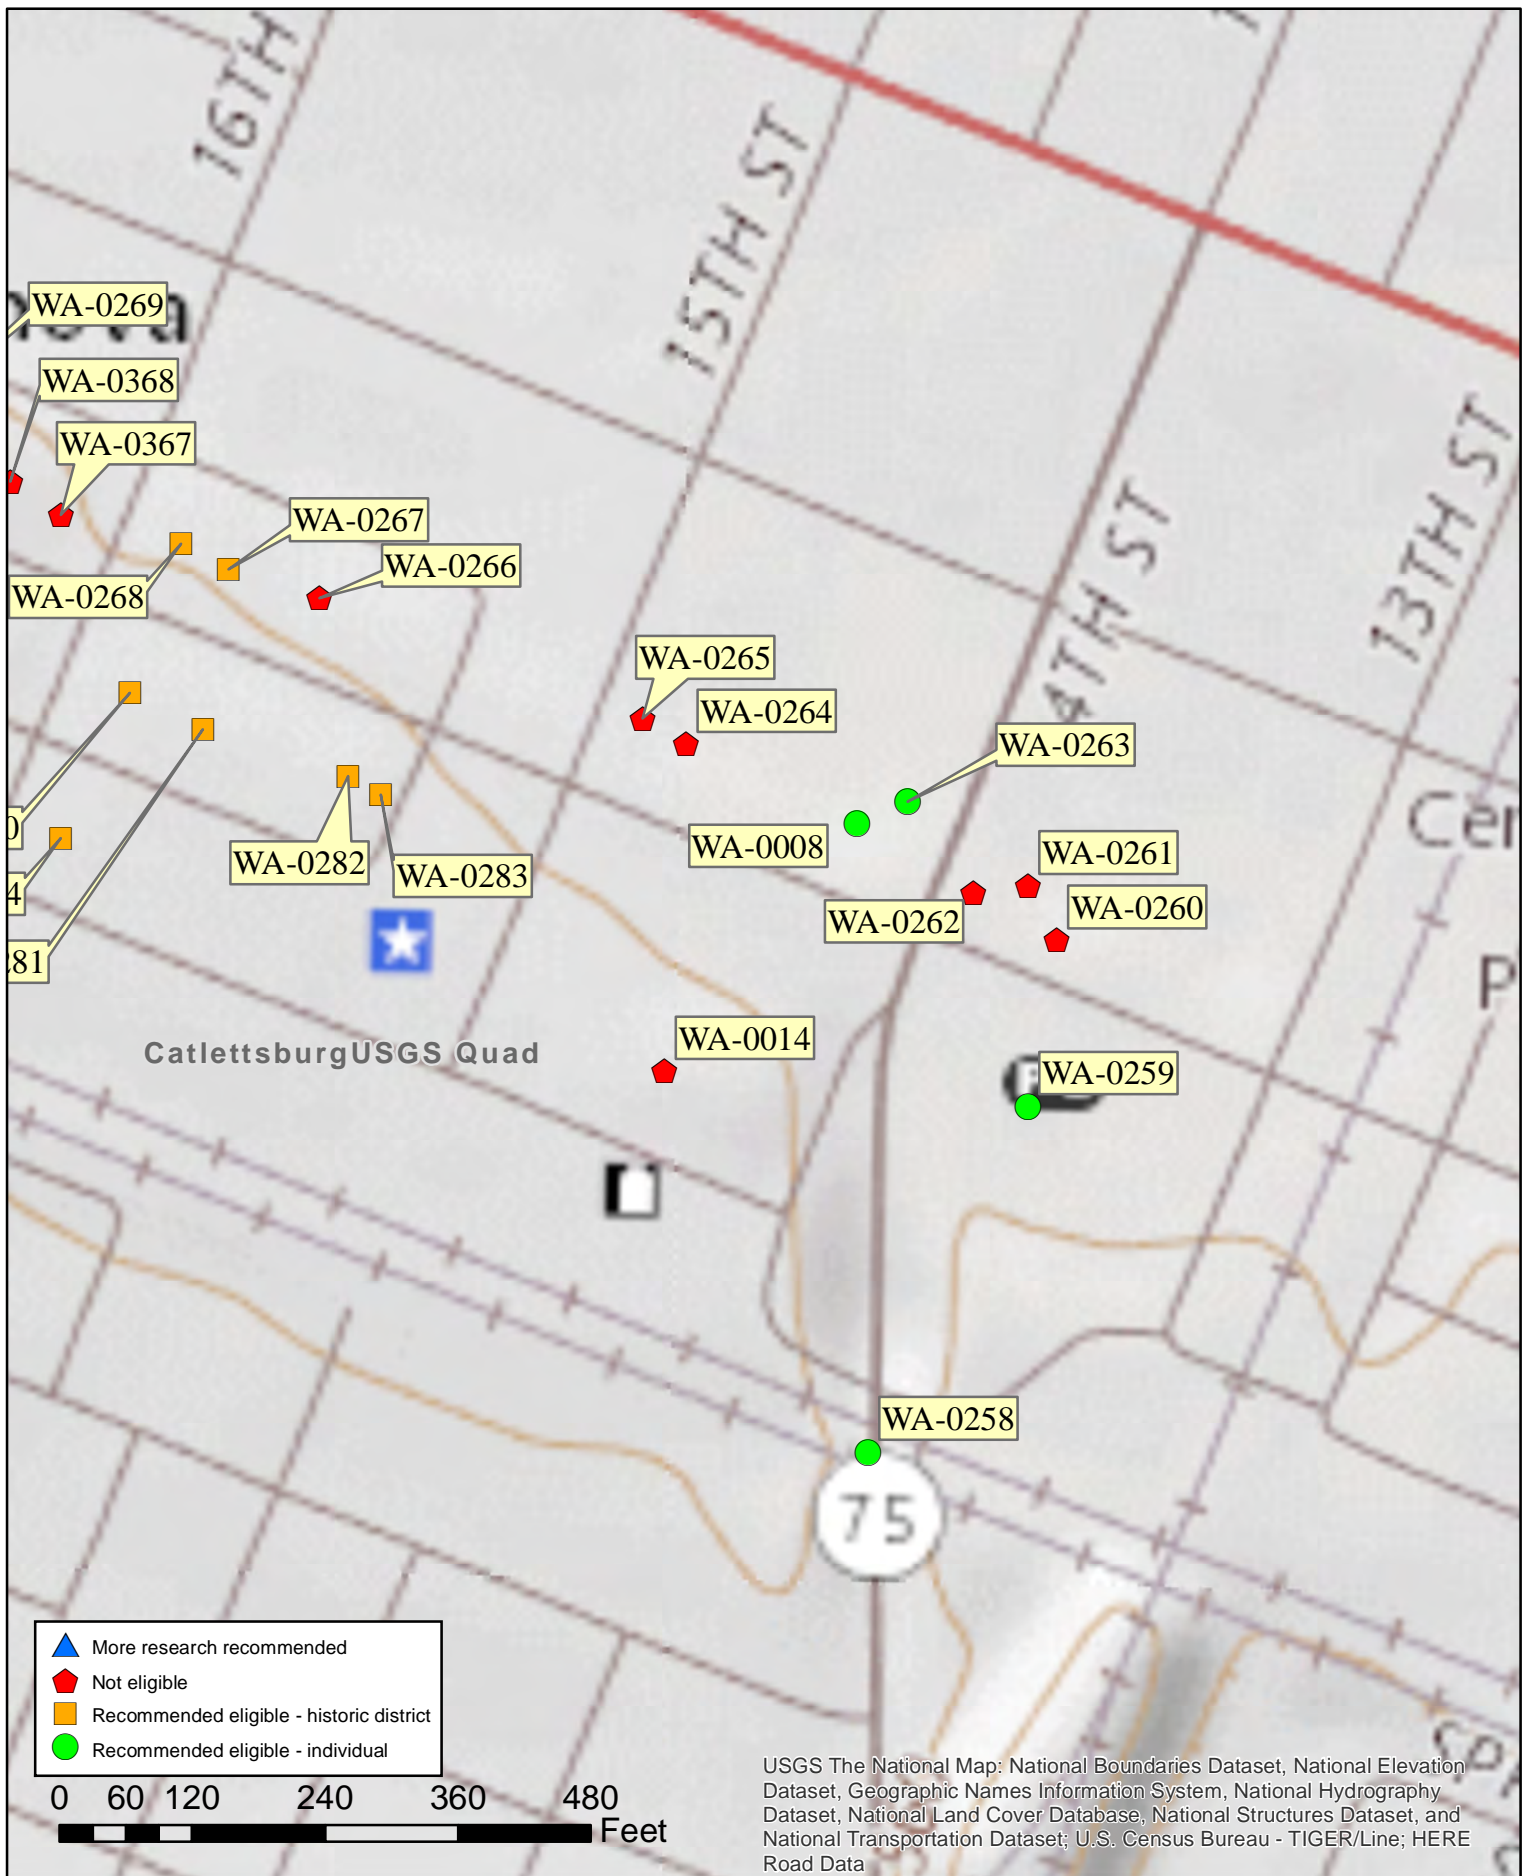 16TH
15TH ST
4TH ST
13TH ST
WA-0269
WA-0368
WA-0367
WA-0267
WA-0266
WA-0268
WA-0265
WA-0264
WA-0263
WA-0008
WA-0261
WA-0262
WA-0260
0
4
281
WA-0282
WA-0283
CatlettsburgUSGS Quad
WA-0014
WA-0259
WA-0258
75
More research recommended
Not eligible
Recommended eligible - historic district
Recommended eligible - individual
0 60 120 240 360 480
Feet
USGS The National Map: National Boundaries Dataset, National Elevation
Dataset, Geographic Names Information System, National Hydrography
Dataset, National Land Cover Database, National Structures Dataset, and
National Transportation Dataset; U.S. Census Bureau - TIGER/Line; HERE
Road Data